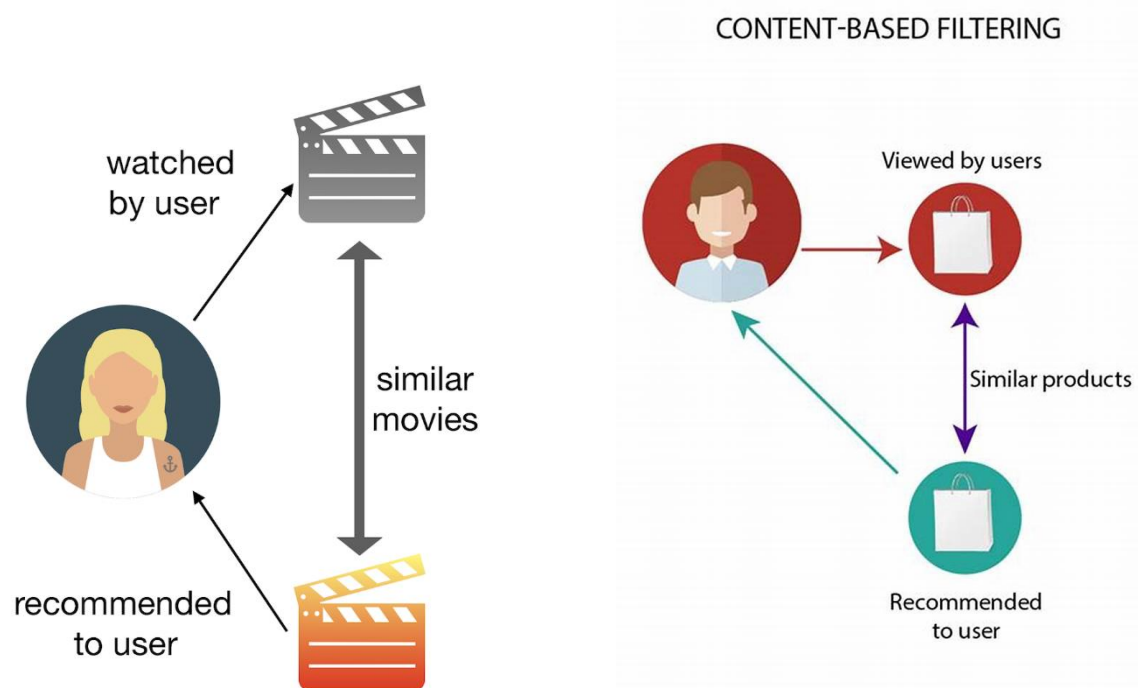 watched
by user
similar
movies
recommended
to user
CONTENT-BASED FILTERING
Viewed by users
Similar products
Recommended
to user